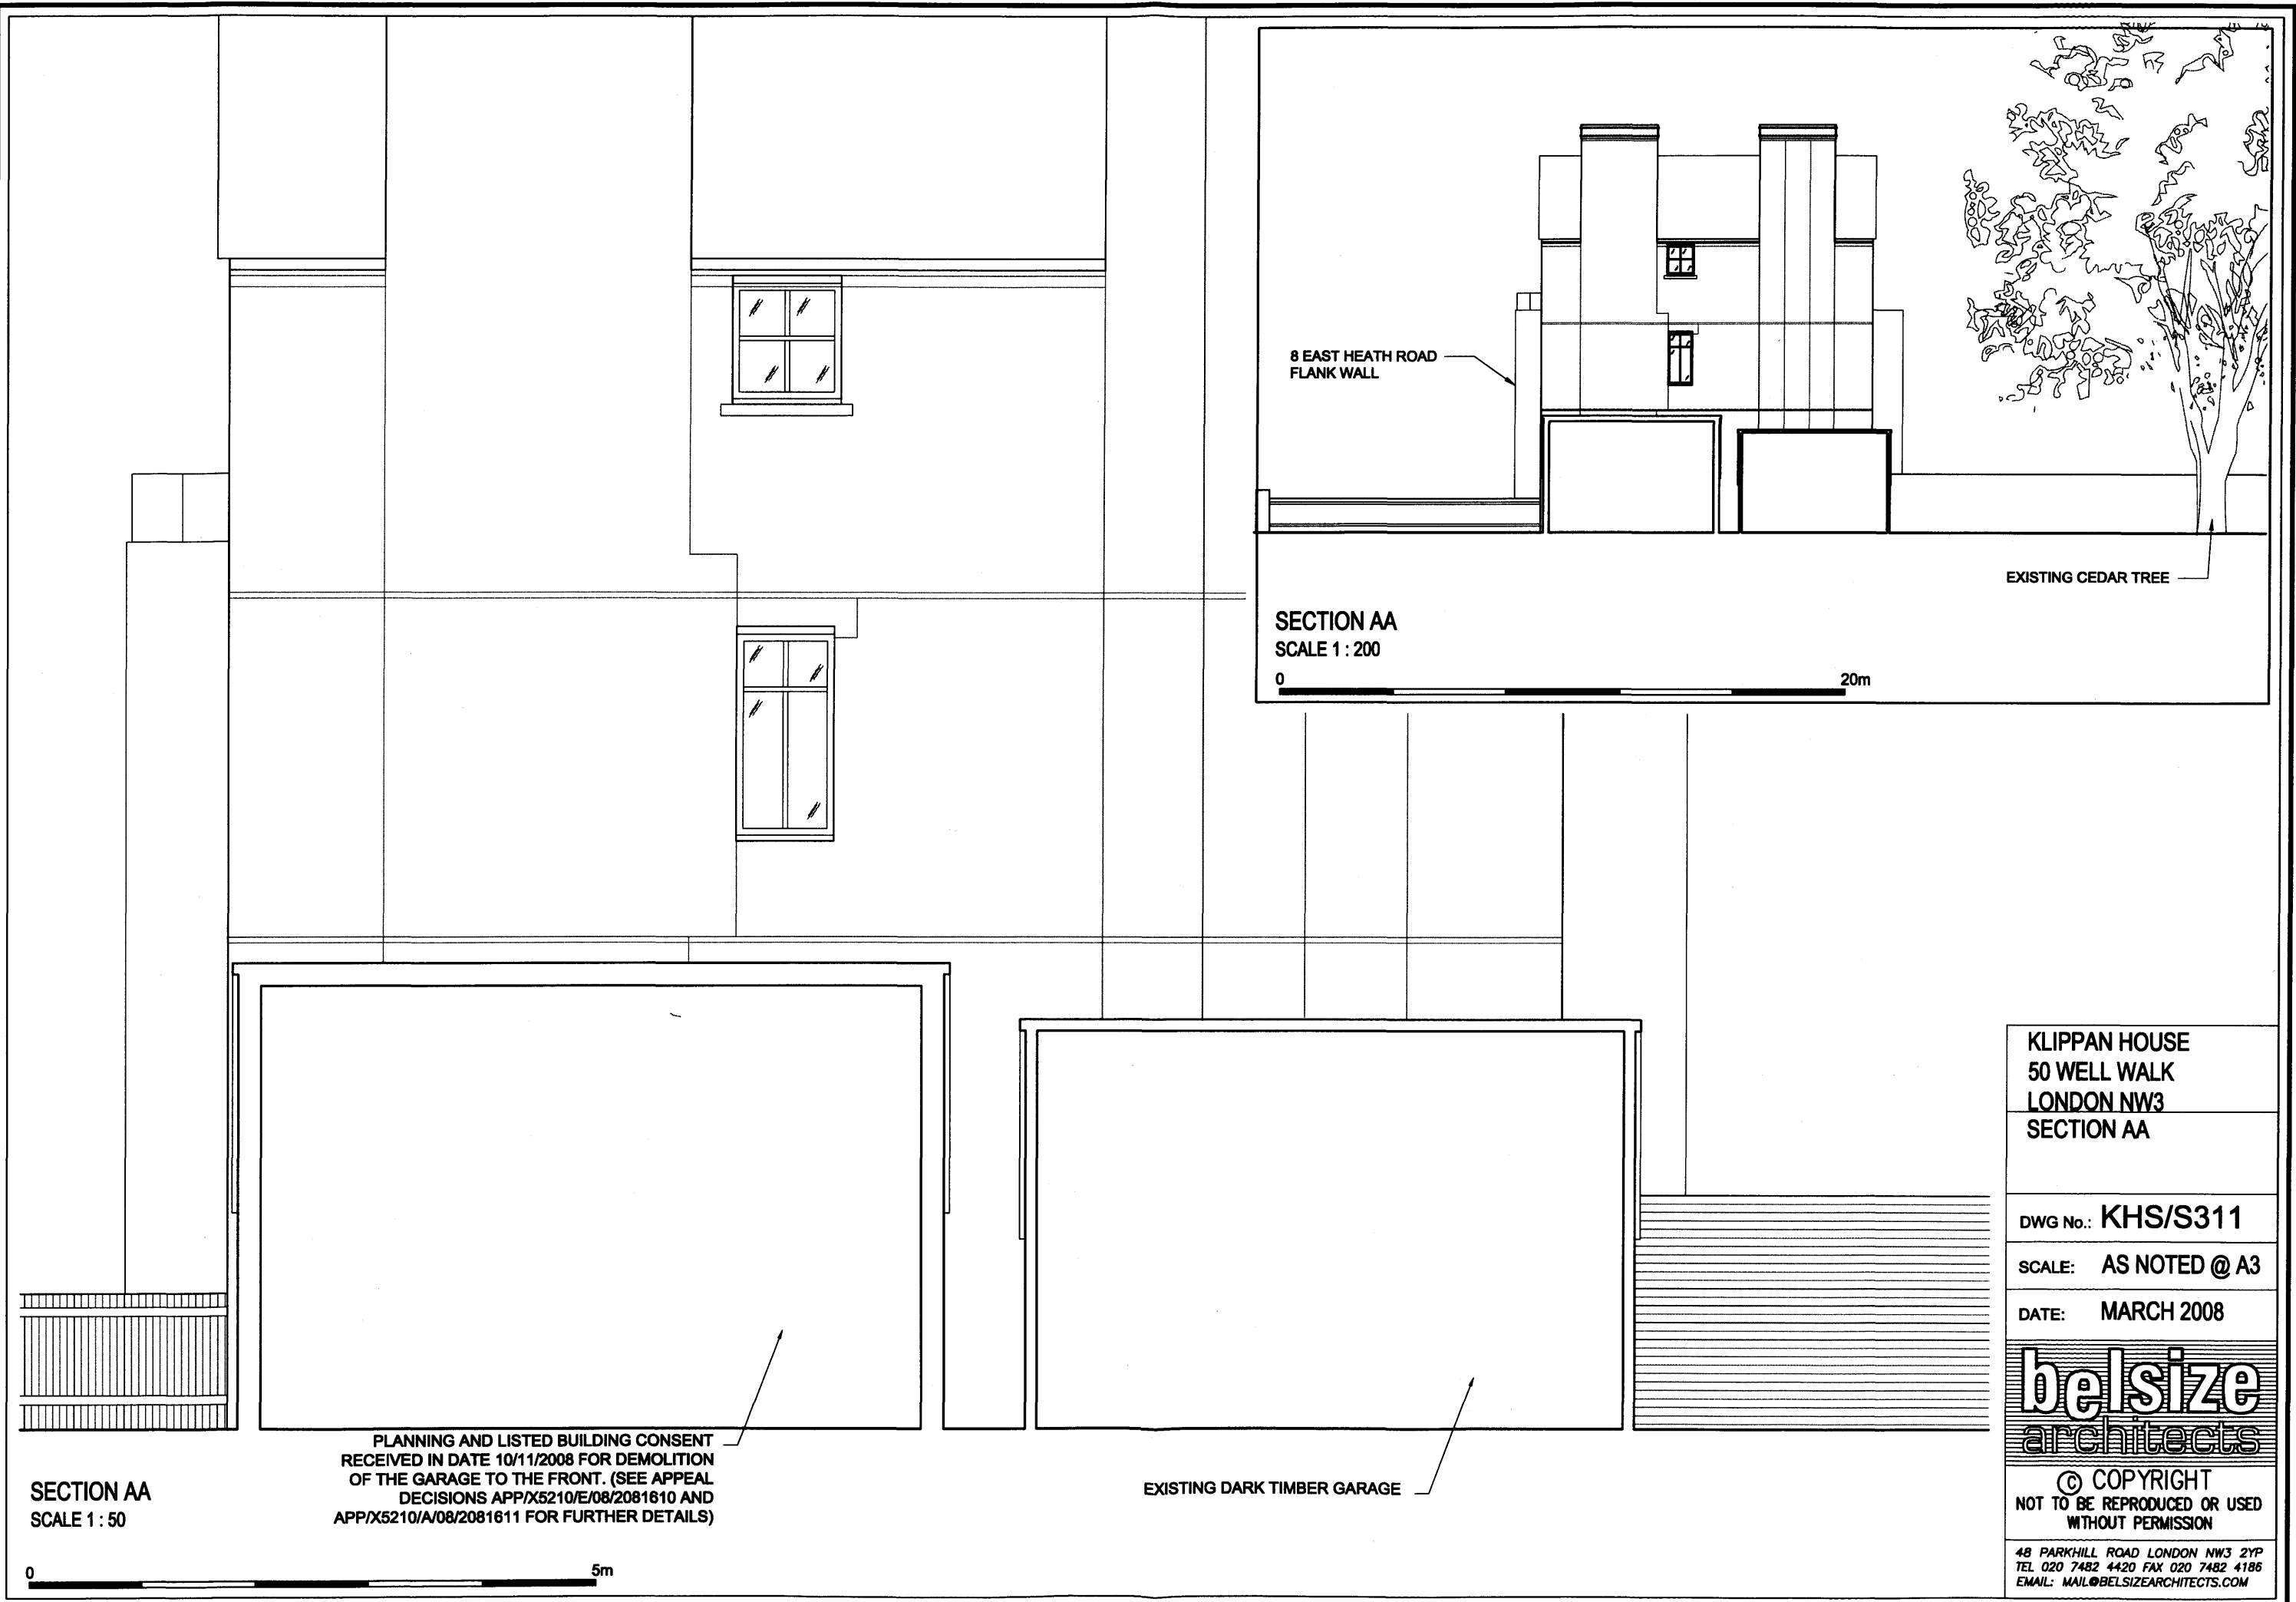 8 EAST HEATH ROAD
FLANK WALL
EXISTING CEDAR TREE
SECTION AA
SCALE 1 : 200
0 20m
PLANNING AND LISTED BUILDING CONSENT
RECEIVED IN DATE 10/11/2008 FOR DEMOLITION
OF THE GARAGE TO THE FRONT. (SEE APPEAL
DECISIONS APP/X5210/E/08/2081610 AND
APP/X5210/A/08/2081611 FOR FURTHER DETAILS)
EXISTING DARK TIMBER GARAGE
SECTION AA
SCALE 1 : 50
0 5m
KLIPPAN HOUSE
50 WELL WALK
LONDON NW3
SECTION AA
DWG No.: KHS/S311
SCALE: AS NOTED @ A3
DATE: MARCH 2008
belsize
architects
© COPYRIGHT
NOT TO BE REPRODUCED OR USED
WITHOUT PERMISSION
48 PARKHILL ROAD LONDON NW3 2YP
TEL 020 7482 4420 FAX 020 7482 4186
EMAIL: MAIL@BELSIZEARCHITECTS.COM